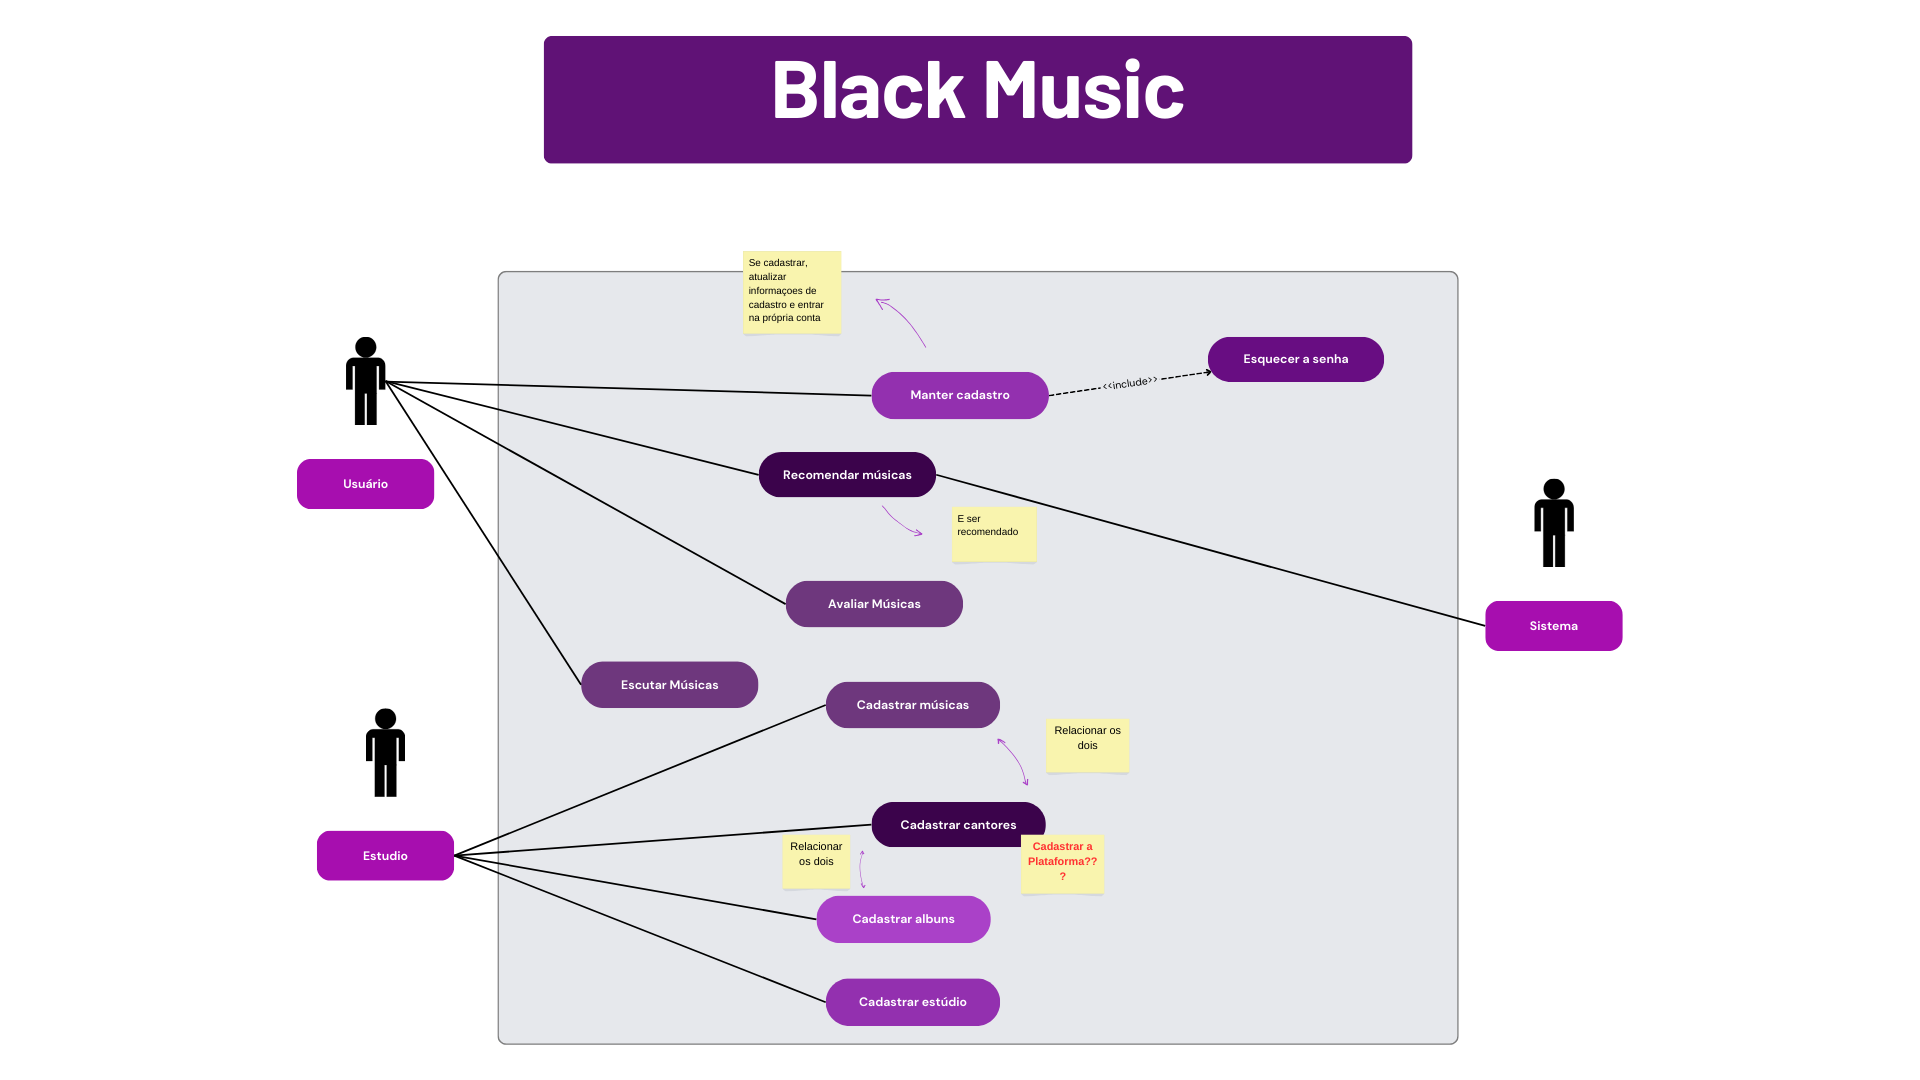 Black Music
Se cadastrar,
atualizar
informaçoes de
cadastro e entrar
na própria conta
Esquecer a senha
<<include>>
Manter cadastro
Recomendar músicas
Usuário
E ser
recomendado
Avaliar Músicas
Sistema
Escutar Músicas
Cadastrar músicas
Relacionar os
dois
Cadastrar cantores
Relacionar
os dois
Cadastrar a
Plataforma??
?
Estudio
Cadastrar albuns
Cadastrar estúdio